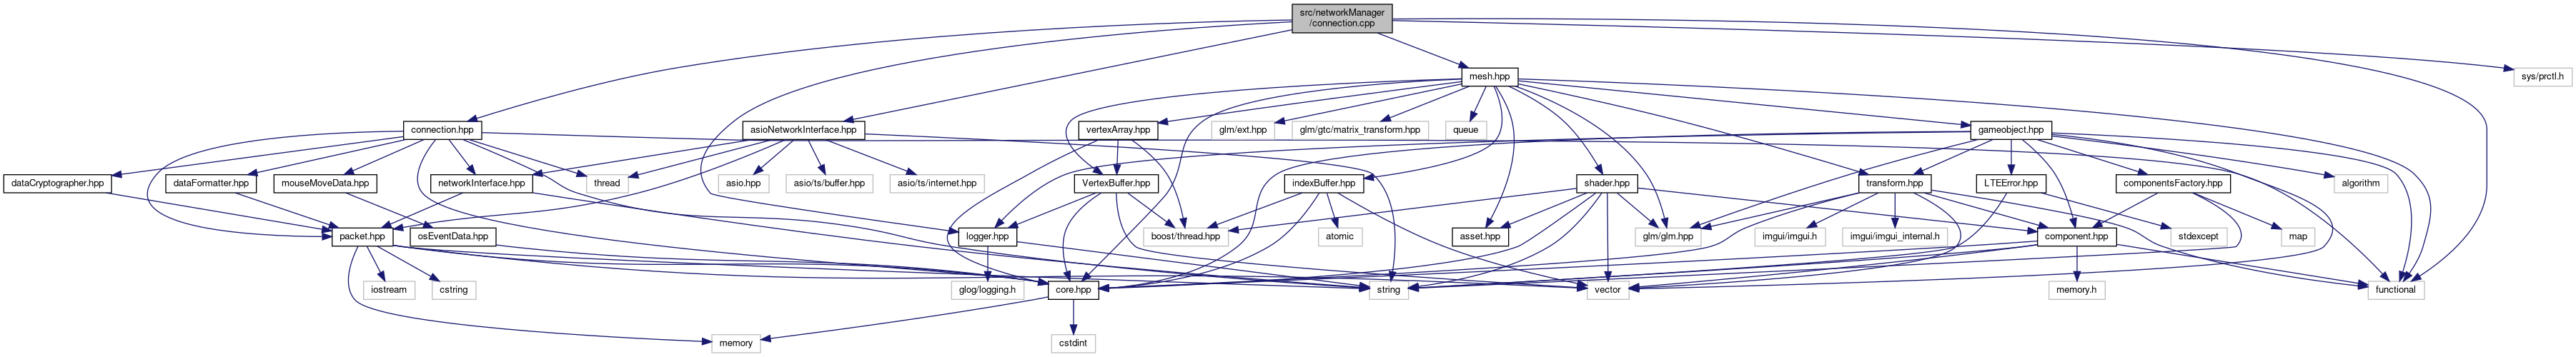 src/networkManager
/connection.cpp
mesh.hpp
sys/prctl.h
connection.hpp
asioNetworkInterface.hpp
vertexArray.hpp
glm/ext.hpp
glm/gtc/matrix_transform.hpp
queue
gameobject.hpp
dataCryptographer.hpp
dataFormatter.hpp
mouseMoveData.hpp
networkInterface.hpp
thread
asio.hpp
asio/ts/buffer.hpp
asio/ts/internet.hpp
VertexBuffer.hpp
indexBuffer.hpp
shader.hpp
transform.hpp
LTEError.hpp
componentsFactory.hpp
algorithm
packet.hpp
osEventData.hpp
logger.hpp
boost/thread.hpp
atomic
asset.hpp
glm/glm.hpp
imgui/imgui.h
imgui/imgui_internal.h
component.hpp
stdexcept
map
iostream
cstring
glog/logging.h
core.hpp
string
vector
memory.h
functional
memory
cstdint